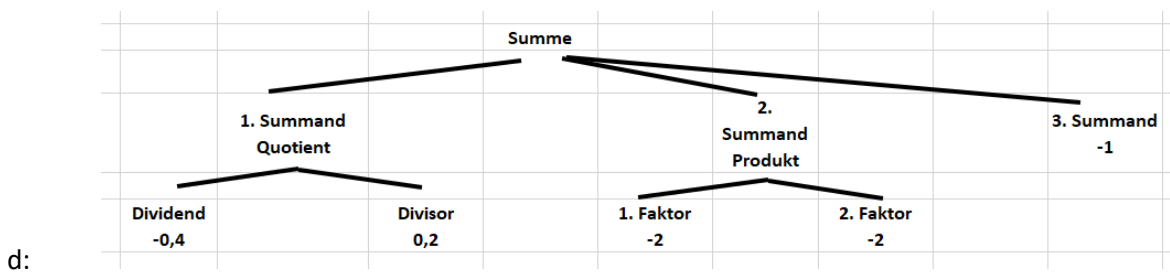 Summe
1. Summand
Quotient
2.
Summand
Produkt
3. Summand
-1
Dividend
-0,4
Divisor
0,2
1. Faktor
-2
2. Faktor
-2
d: